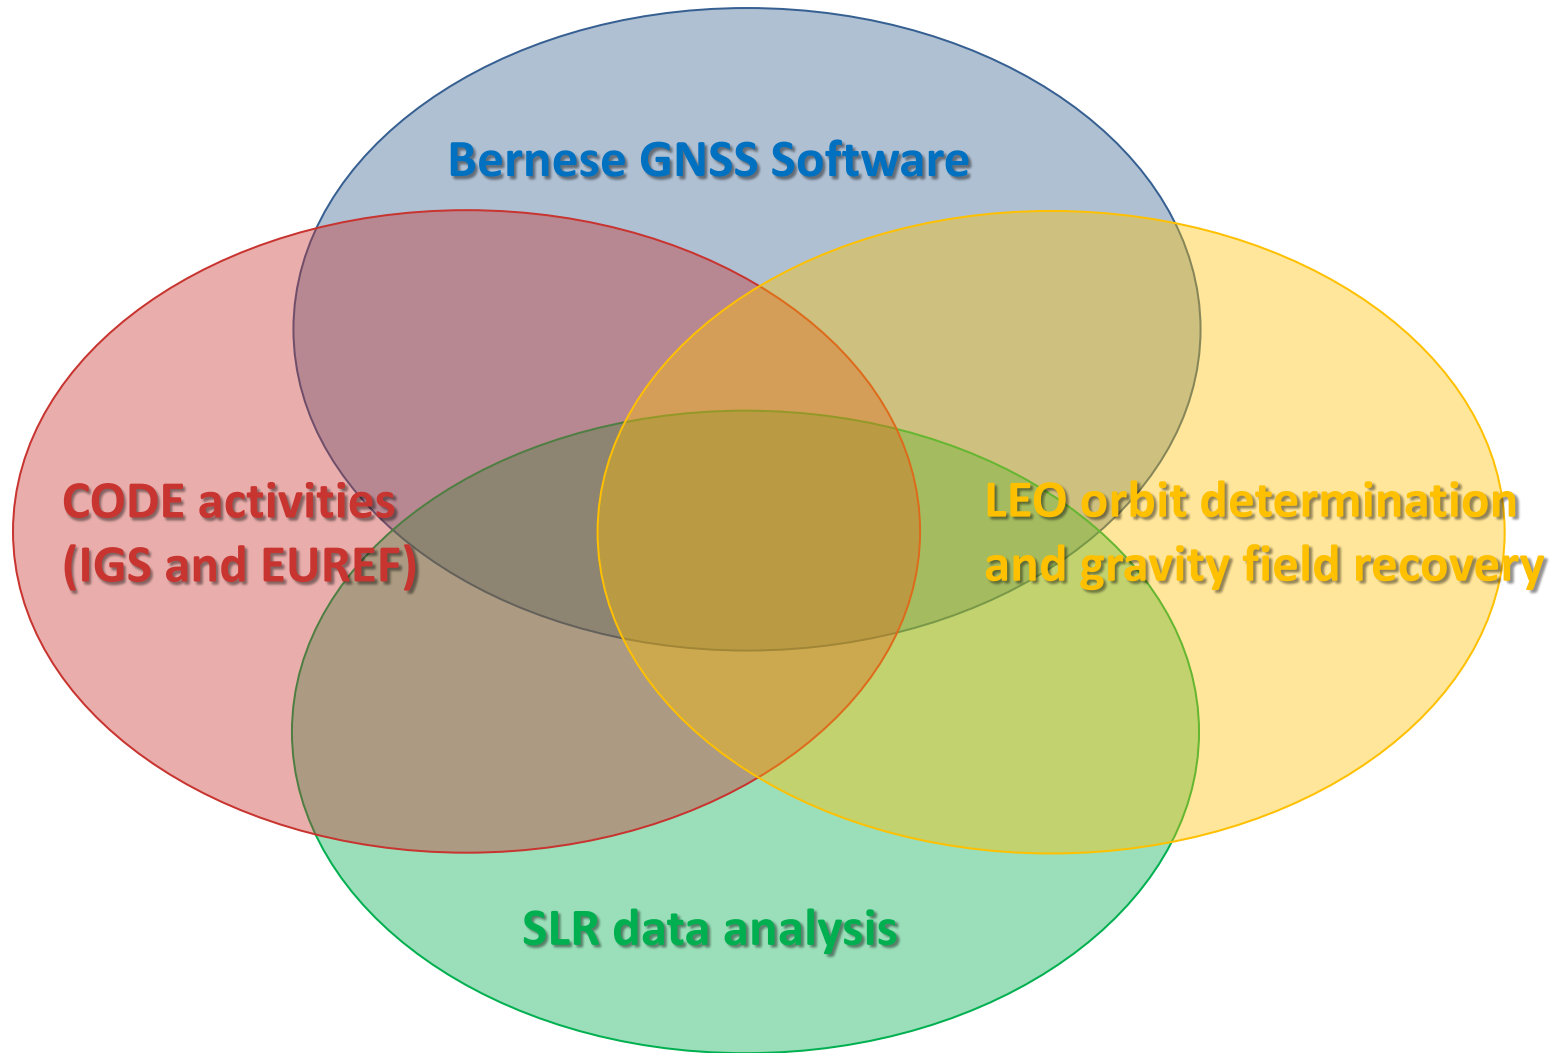 Bernese GNSS Software
CODE activities
(IGS and EUREF)
LEO orbit determination
and gravity field recovery
SLR data analysis